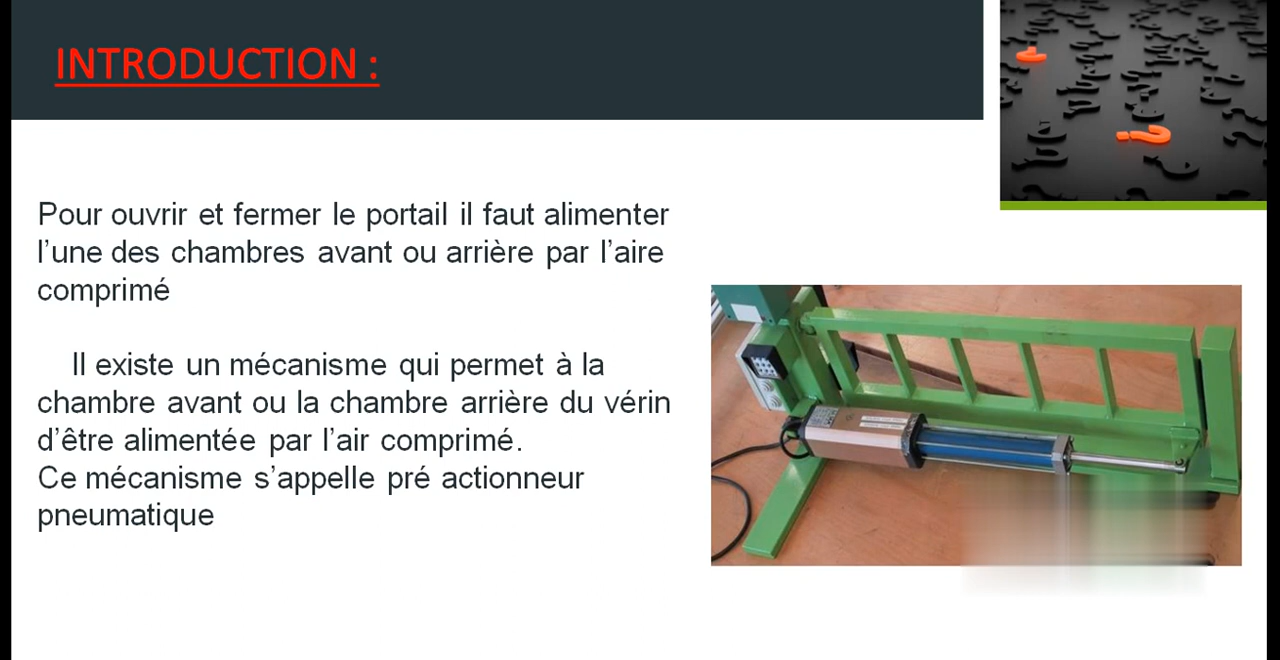 INTRODUCTION :
Pour ouvrir et fermer le portail il faut alimenter
l’une des chambres avant ou arrière par l’aire
comprimé
Il existe un mécanisme qui permet à la
chambre avant ou la chambre arrière du vérin
d’être alimentée par l’air comprimé.
Ce mécanisme s’appelle pré actionneur
pneumatique